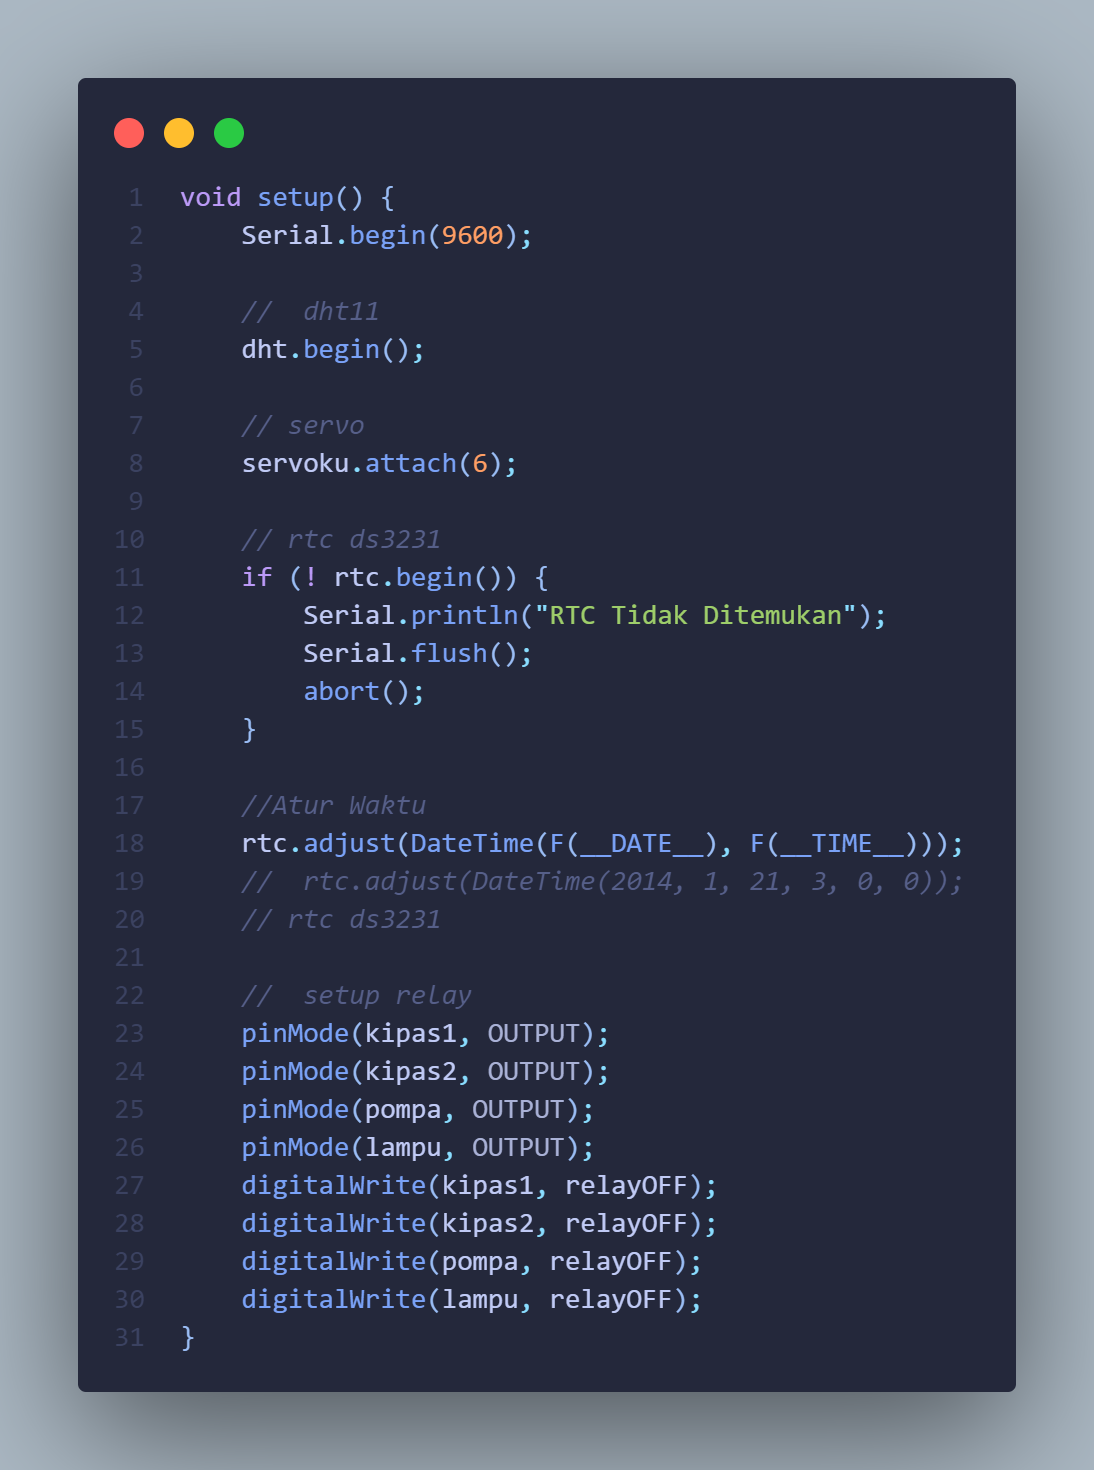 1 void setup() {
2     Serial.begin(9600);
3
4     //  dht11
5     dht.begin();
6
7     // servo
8     servoku.attach(6);
9
10     // rtc ds3231
11     if (! rtc.begin()) {
12         Serial.println("RTC Tidak Ditemukan");
13         Serial.flush();
14         abort();
15     }
16
17     //Atur Waktu
18     rtc.adjust(DateTime(F(__DATE__), F(__TIME__)));
19     //  rtc.adjust(DateTime(2014, 1, 21, 3, 0, 0));
20     // rtc ds3231
21
22     //  setup relay
23     pinMode(kipas1, OUTPUT);
24     pinMode(kipas2, OUTPUT);
25     pinMode(pompa, OUTPUT);
26     pinMode(lampu, OUTPUT);
27     digitalWrite(kipas1, relayOFF);
28     digitalWrite(kipas2, relayOFF);
29     digitalWrite(pompa, relayOFF);
30     digitalWrite(lampu, relayOFF);
31 }